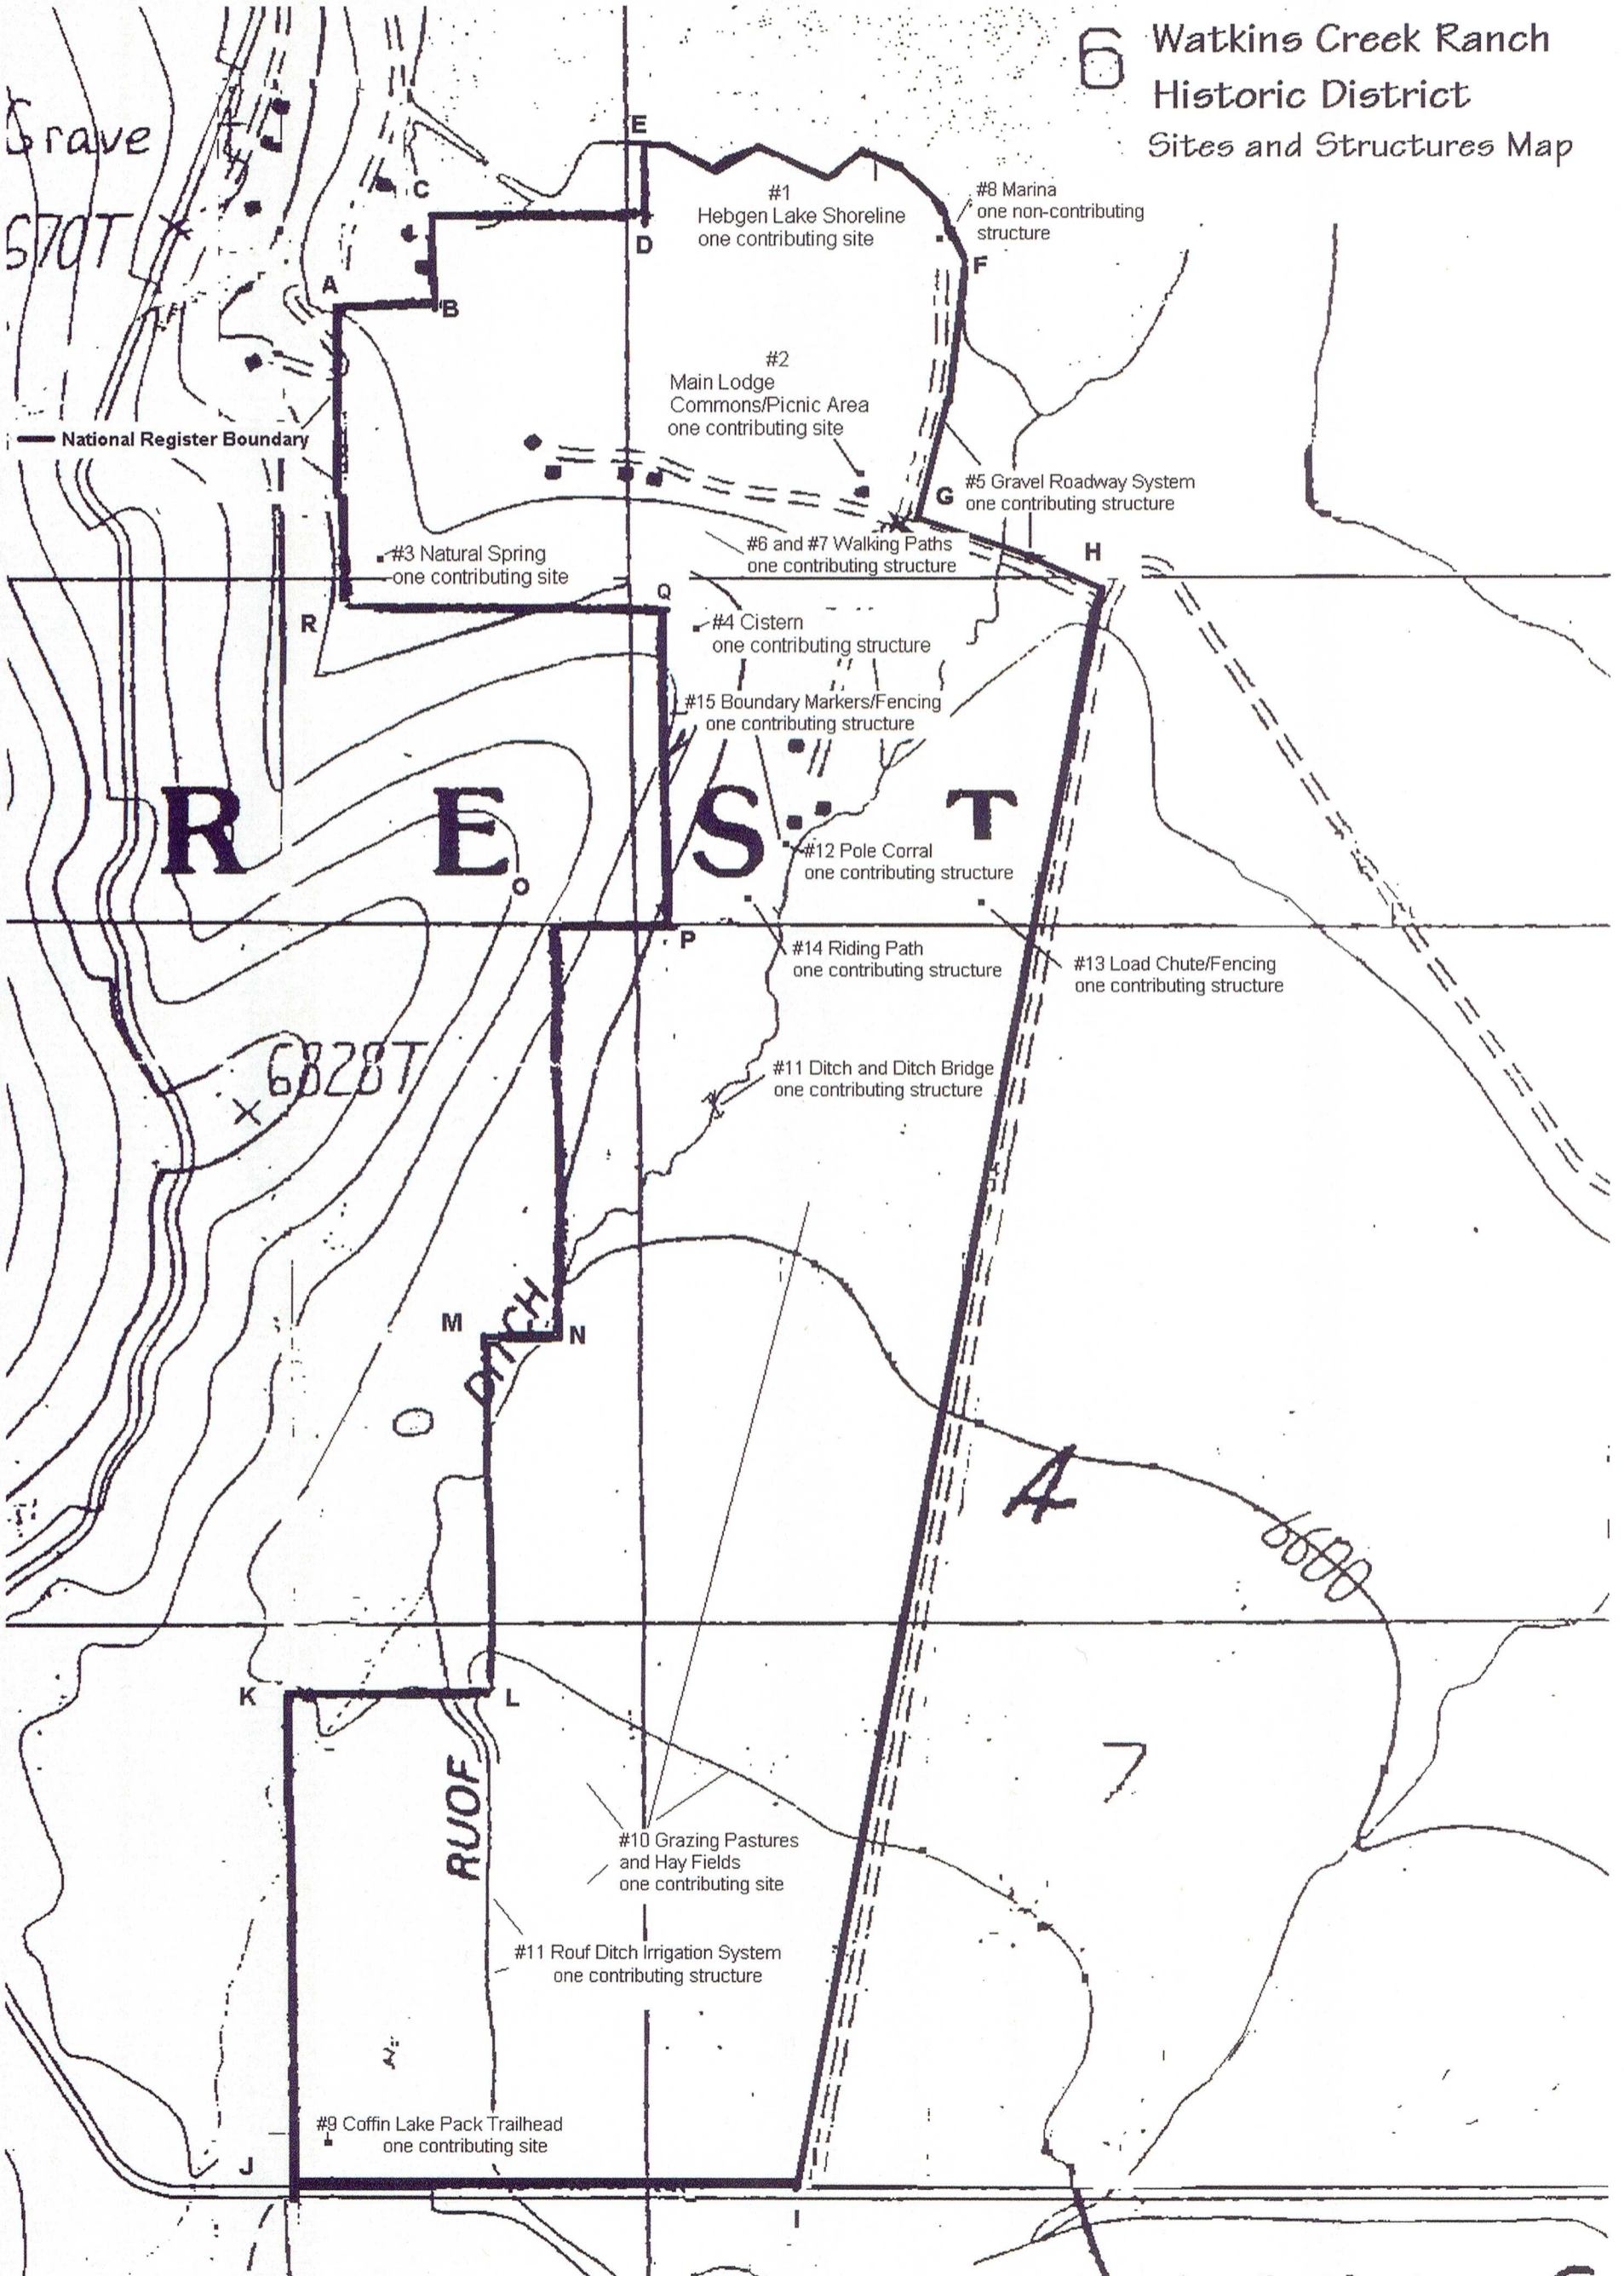 6 Watkins Creek Ranch
Historic District
Sites and Structures Map
Grave
670T
E
C
D
#1
Hebgen Lake Shoreline
one contributing site
#8 Marina
one non-contributing
structure
F
A
B
#2
Main Lodge
Commons/Picnic Area
one contributing site
National Register Boundary
G
#5 Gravel Roadway System
one contributing structure
H
#3 Natural Spring
one contributing site
#6 and #7 Walking Paths
one contributing structure
Q
R
#4 Cistern
one contributing structure
#15 Boundary Markers/Fencing
one contributing structure
R E S T
#12 Pole Corral
one contributing structure
O
P
#14 Riding Path
one contributing structure
#13 Load Chute/Fencing
one contributing structure
6828T
#11 Ditch and Ditch Bridge
one contributing structure
DITCH
M
N
4
6600
K
L
7
RUOF
#10 Grazing Pastures
and Hay Fields
one contributing site
#11 Rouf Ditch Irrigation System
one contributing structure
#9 Coffin Lake Pack Trailhead
one contributing site
J
I